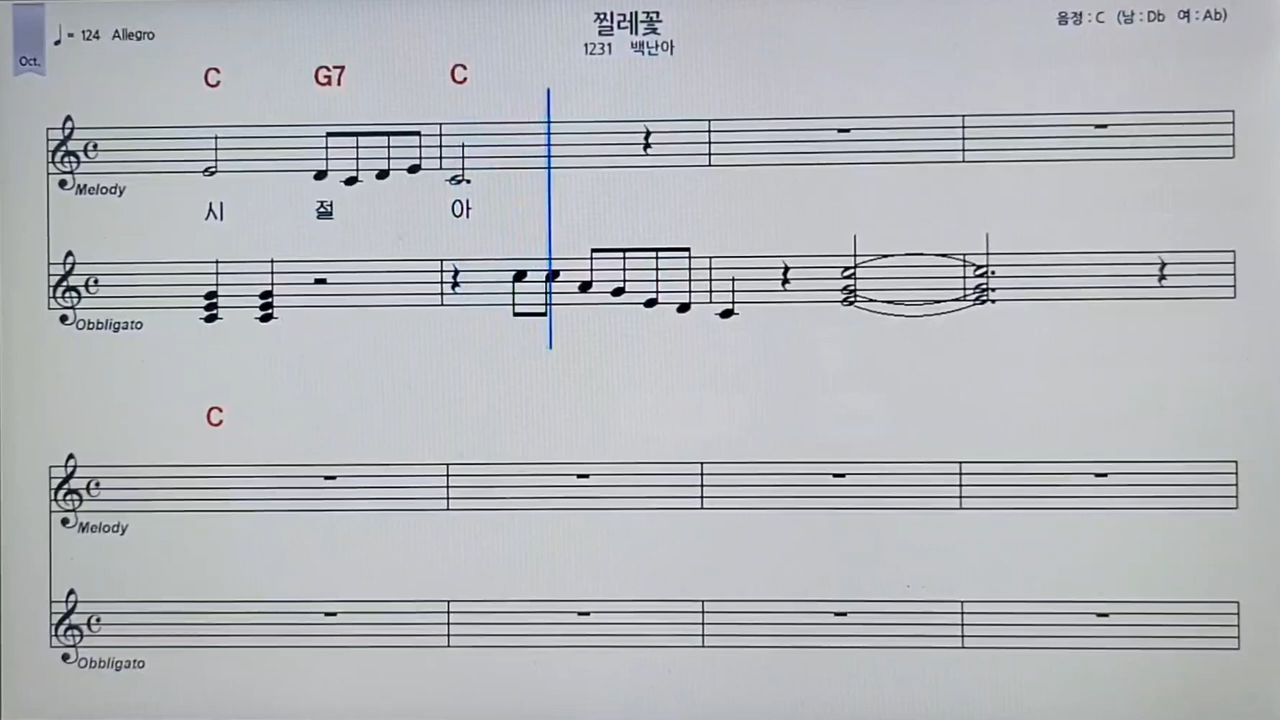 찔레꽃
♩= 124 Allegro
음정 : C (남 : Db 여 : Ab)
1231 백난아
Oct.
C G7 C
Melody
시 절 아
Obbligato
C
Melody
Obbligato